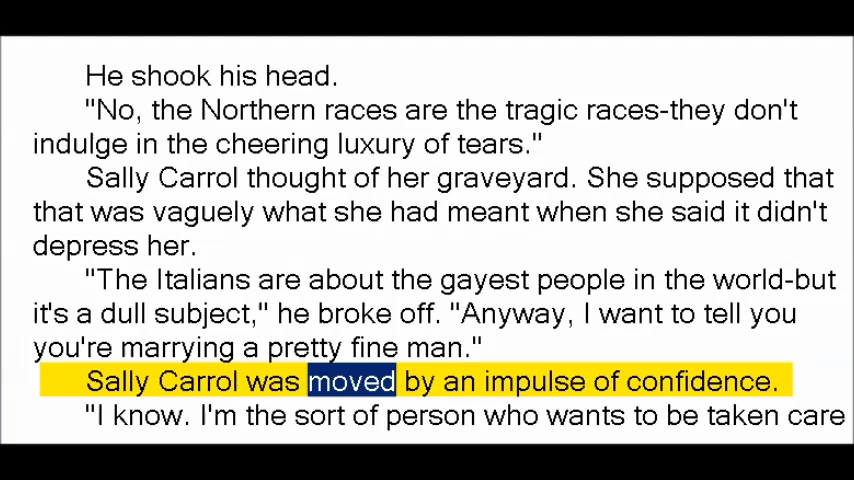 He shook his head.
"No, the Northern races are the tragic races-they don't
indulge in the cheering luxury of tears."
Sally Carrol thought of her graveyard. She supposed that
that was vaguely what she had meant when she said it didn't
depress her.
"The Italians are about the gayest people in the world-but
it's a dull subject," he broke off. "Anyway, I want to tell you
you're marrying a pretty fine man."
Sally Carrol was moved by an impulse of confidence.
"I know. I'm the sort of person who wants to be taken care